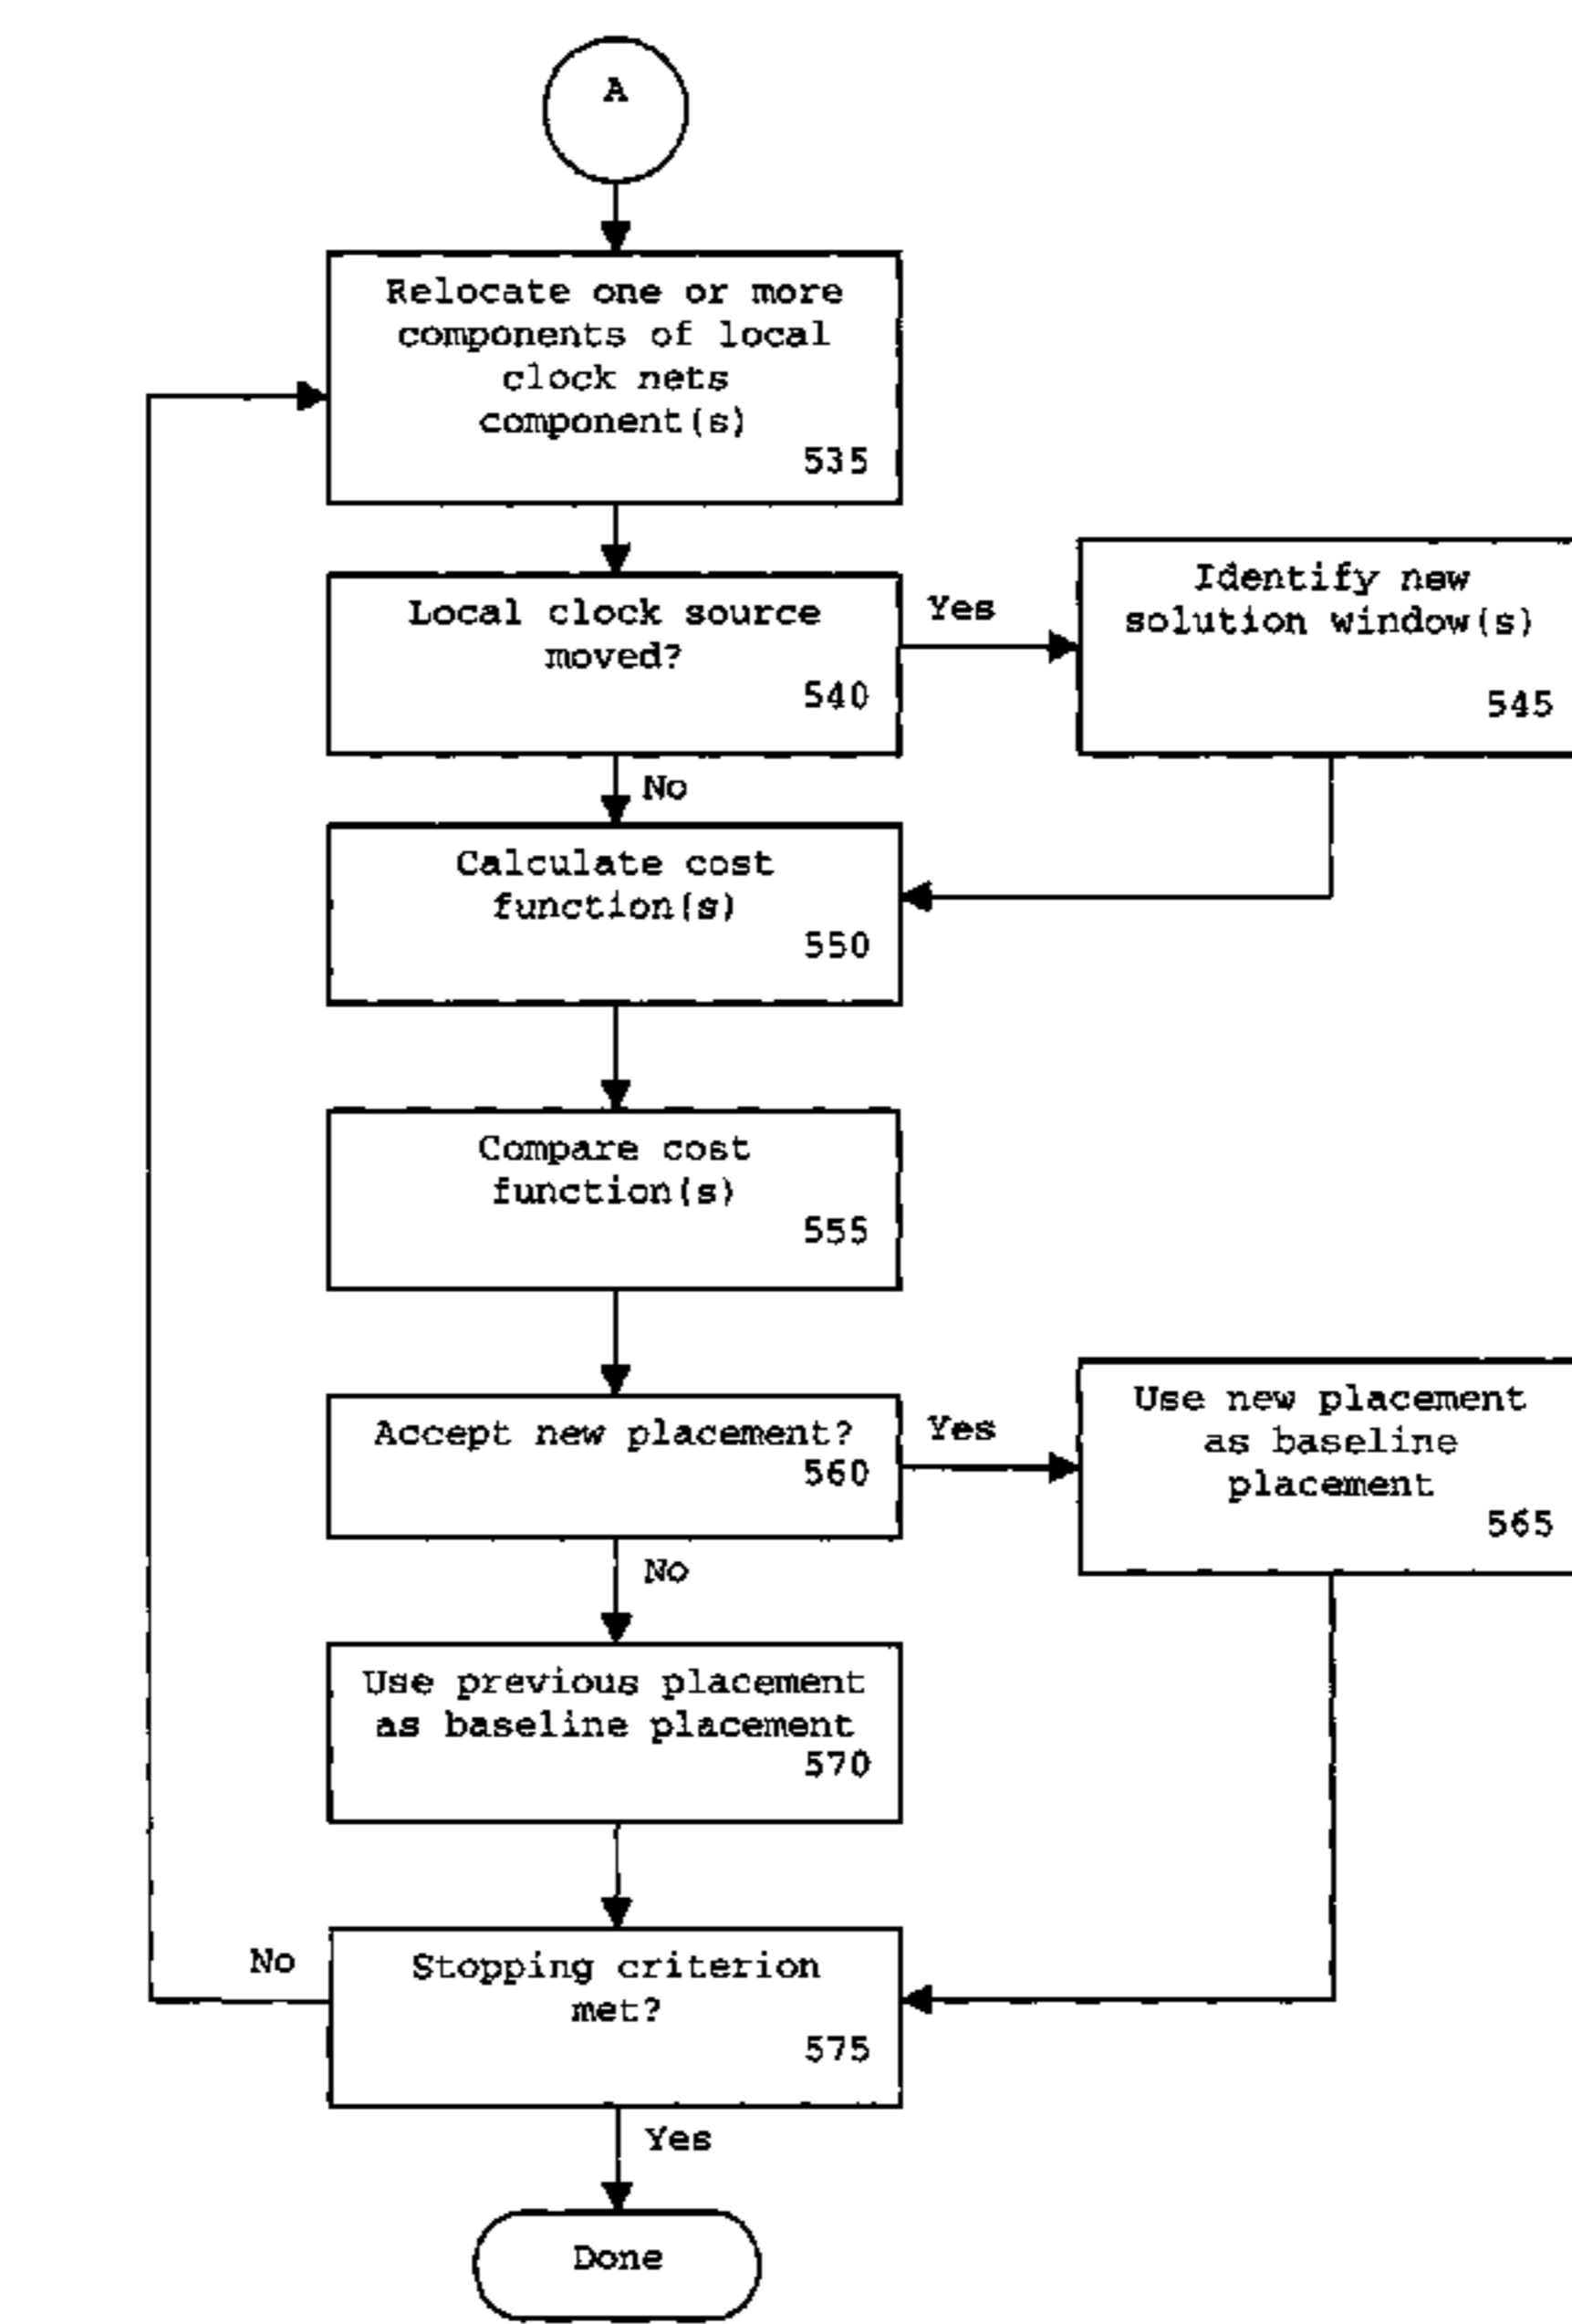 A
Relocate one or more
components of local
clock nets
component(s)
535
Local clock source
moved?
540
Yes
Identify new
solution window(s)
545
No
Calculate cost
function(s)
550
Compare cost
function(s)
555
Accept new placement?
560
Yes
Use new placement
as baseline
placement
565
No
Use previous placement
as baseline placement
570
No
Stopping criterion
met?
575
Yes
Done